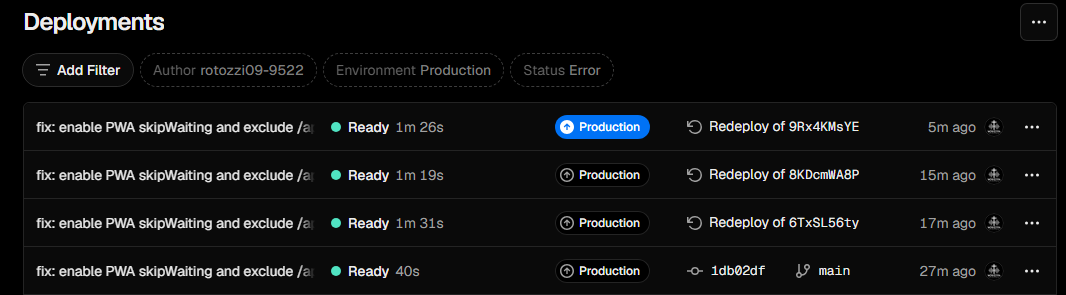 Deployments
Add Filter Author rotozzi09-9522 Environment Production Status Error
fix: enable PWA skipWaiting and exclude /a Ready 1m 26s Production Redeploy of 9Rx4KMsYE 5m ago
fix: enable PWA skipWaiting and exclude /a Ready 1m 19s Production Redeploy of 8KDcmWA8P 15m ago
fix: enable PWA skipWaiting and exclude /a Ready 1m 31s Production Redeploy of 6TxSL56ty 17m ago
fix: enable PWA skipWaiting and exclude /a Ready 40s Production 1db02df main 27m ago